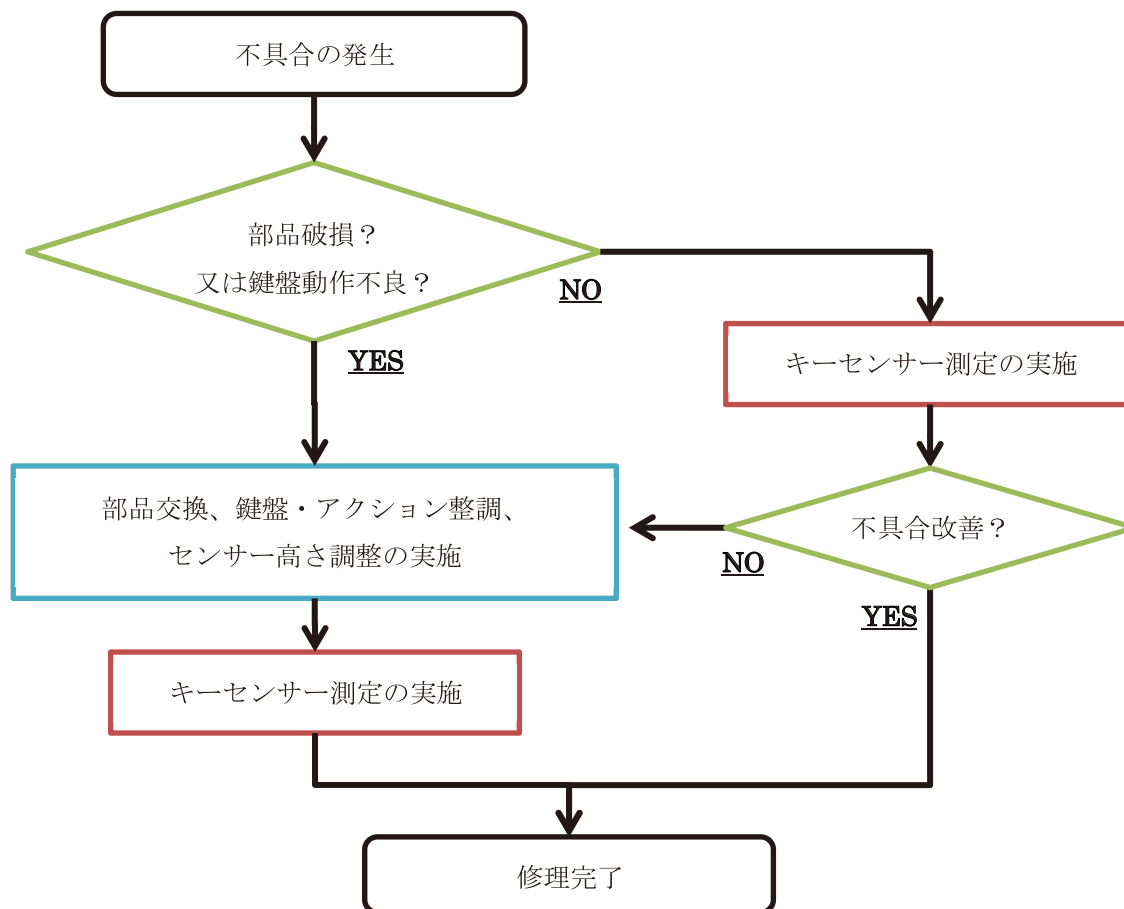 不具合の発生
部品破損？
又は鍵盤動作不良？
NO
YES
キーセンサー測定の実施
部品交換、鍵盤・アクション整調、
センサー高さ調整の実施
不具合改善？
NO
YES
キーセンサー測定の実施
修理完了